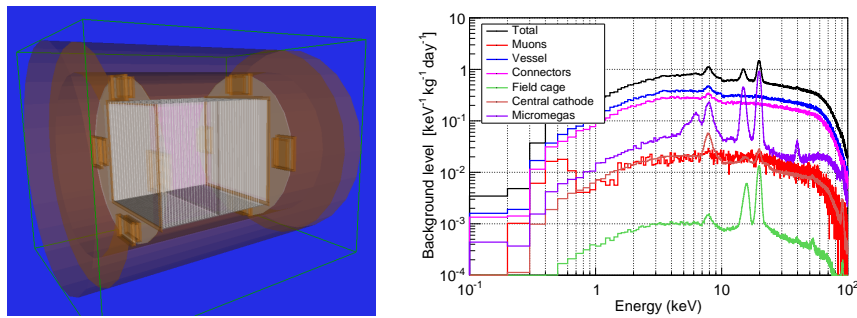 Background level [keV⁻¹ kg⁻¹ day⁻¹]
10
1
10⁻¹
10⁻²
10⁻³
10⁻⁴
Total
Muons
Vessel
Connectors
Field cage
Central cathode
Micromegas
10⁻¹ 1 10 10²
Energy (keV)